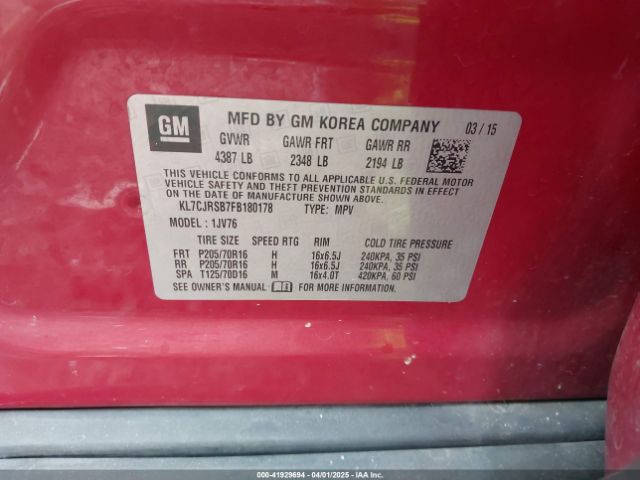 GM
MFD BY GM KOREA COMPANY 03/15
GVWR GAWR FRT GAWR RR
4387 LB 2348 LB 2194 LB
THIS VEHICLE CONFORMS TO ALL APPLICABLE U.S. FEDERAL MOTOR
VEHICLE SAFETY AND THEFT PREVENTION STANDARDS IN EFFECT
ON THE DATE OF MANUFACTURE SHOWN ABOVE.
KL7CJRSB7FB180178 TYPE: MPV
MODEL : 1JV76
TIRE SIZE SPEED RTG RIM COLD TIRE PRESSURE
FRT P205/70R16 H 16x6.5J 240KPA, 35 PSI
RR P205/70R16 H 16x6.5J 240KPA, 35 PSI
SPA T125/70D16 M 16x4.0T 420KPA, 60 PSI
SEE OWNER'S MANUAL FOR MORE INFORMATION.
000-41929694 | 04/01/2025 - IAAI.COM